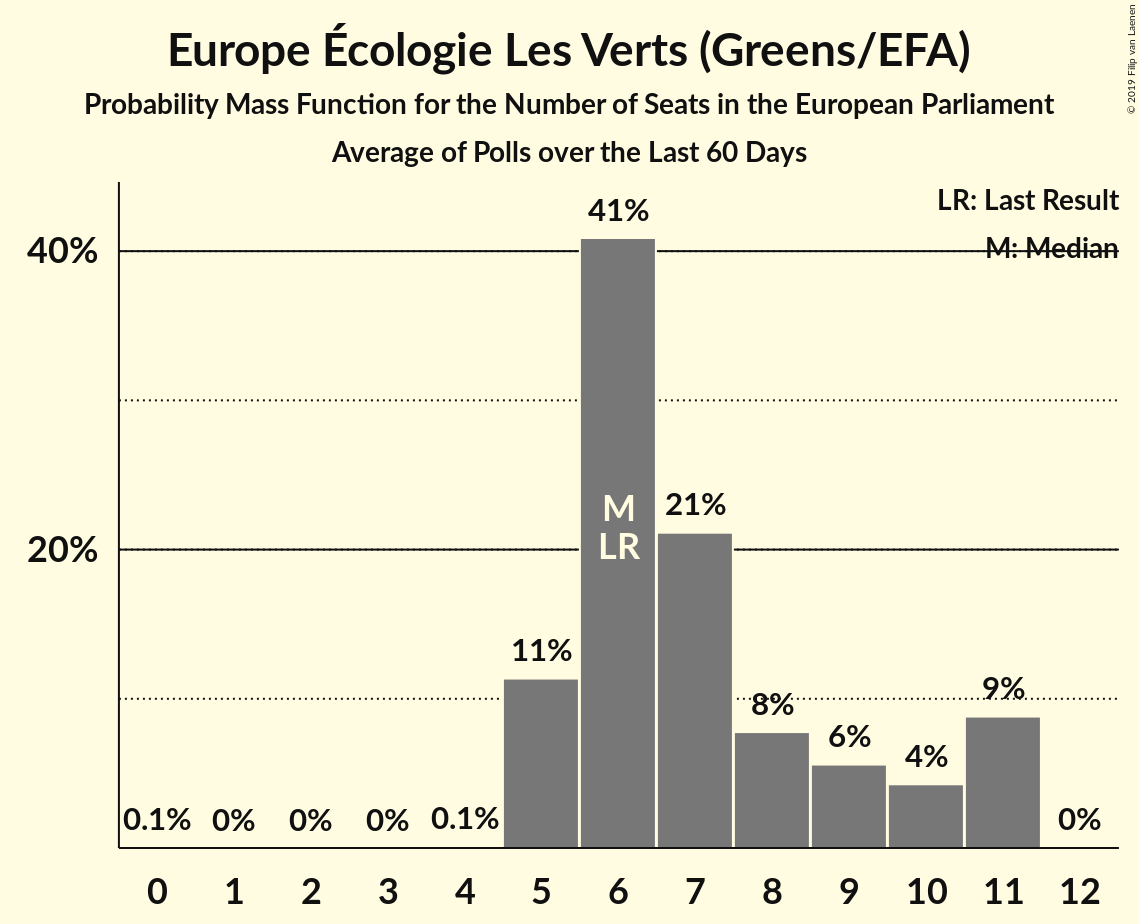 Europe Écologie Les Verts (Greens/EFA)
Probability Mass Function for the Number of Seats in the European Parliament
Average of Polls over the Last 60 Days
© 2019 Filip van Laenen
LR: Last Result
M: Median
40%
20%
0.1%
0%
0%
0%
0.1%
11%
41%
M
LR
21%
8%
6%
4%
9%
0%
0 1 2 3 4 5 6 7 8 9 10 11 12